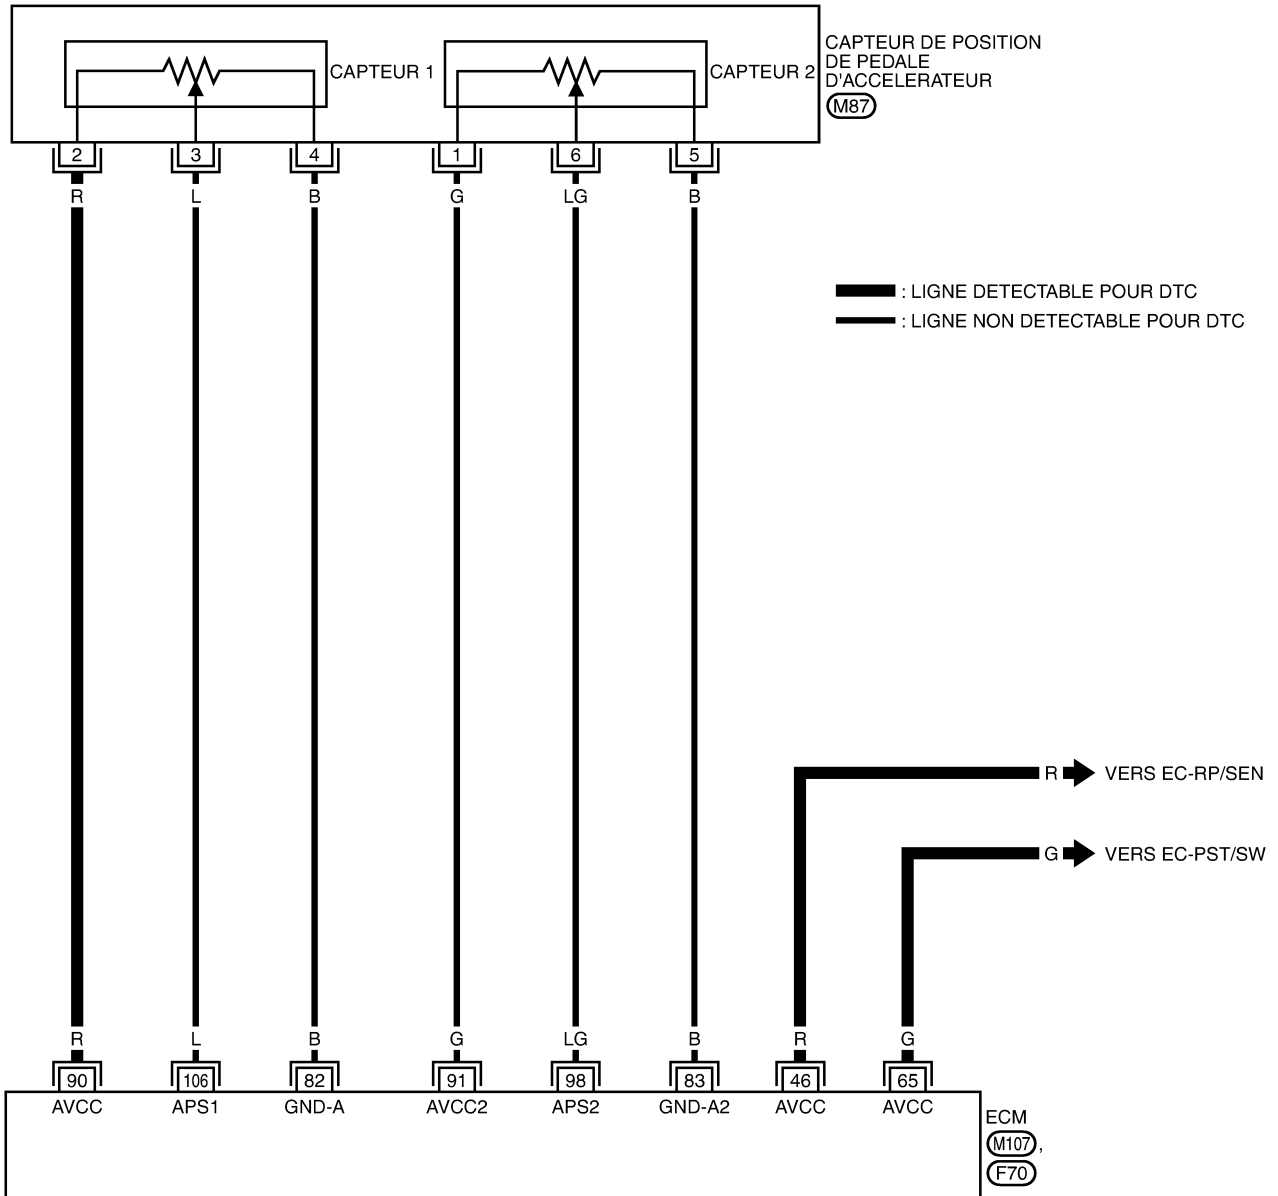 CAPTEUR 1
CAPTEUR 2
CAPTEUR DE POSITION
DE PEDALE
D'ACCELERATEUR
M87
2 3 4 1 6 5
R L B G LG B
: LIGNE DETECTABLE POUR DTC
: LIGNE NON DETECTABLE POUR DTC
R VERS EC-RP/SEN
G VERS EC-PST/SW
R L B G LG B R G
90 106 82 91 98 83 46 65
AVCC APS1 GND-A AVCC2 APS2 GND-A2 AVCC AVCC
ECM
M107,
F70